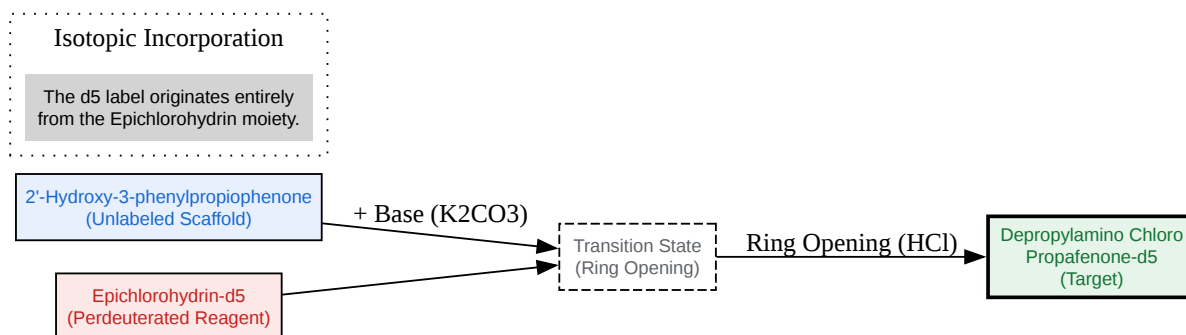 Isotopic Incorporation
The d5 label originates entirely
from the Epichlorohydrin moiety.
2'-Hydroxy-3-phenylpropiophenone
(Unlabeled Scaffold)
+ Base (K2CO3)
Transition State
(Ring Opening)
Ring Opening (HCl)
Depropylamino Chloro
Propafenone-d5
(Target)
Epichlorohydrin-d5
(Perdeuterated Reagent)